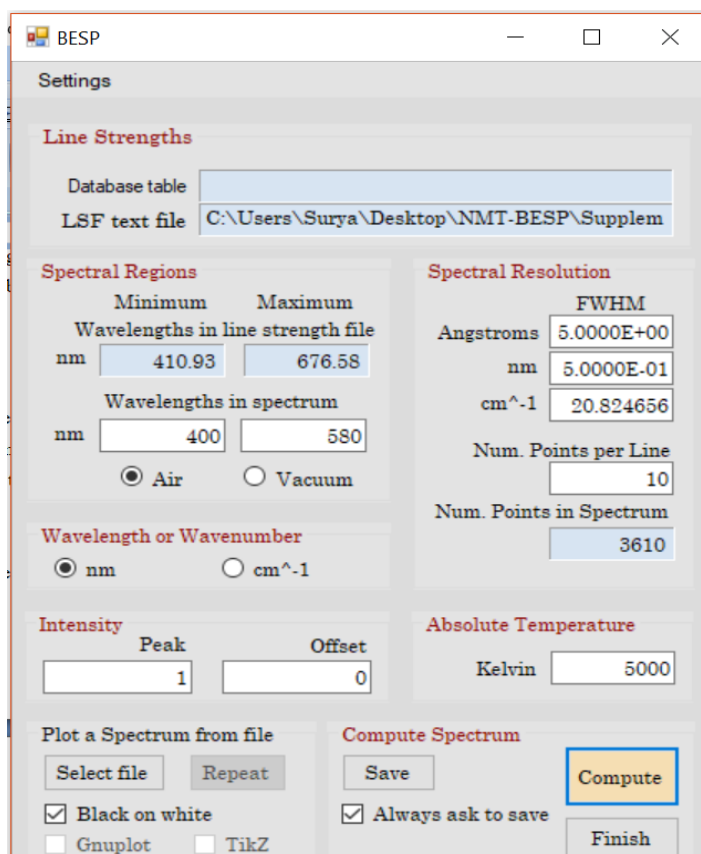 BESP
Settings
Line Strengths
Database table
LSF text file C:\Users\Surya\Desktop\NMT-BESP\Supplem
Spectral Regions
Minimum Maximum
Wavelengths in line strength file
nm 410.93 676.58
Wavelengths in spectrum
nm 400 580
Air Vacuum
Spectral Resolution
FWHM
Angstroms 5.0000E+00
nm 5.0000E-01
cm^-1 20.824656
Num. Points per Line
10
Num. Points in Spectrum
3610
Wavelength or Wavenumber
nm cm^-1
Intensity
Peak Offset
1 0
Absolute Temperature
Kelvin 5000
Plot a Spectrum from file
Select file Repeat
Black on white
Gnuplot TikZ
Compute Spectrum
Save Compute
Always ask to save
Finish